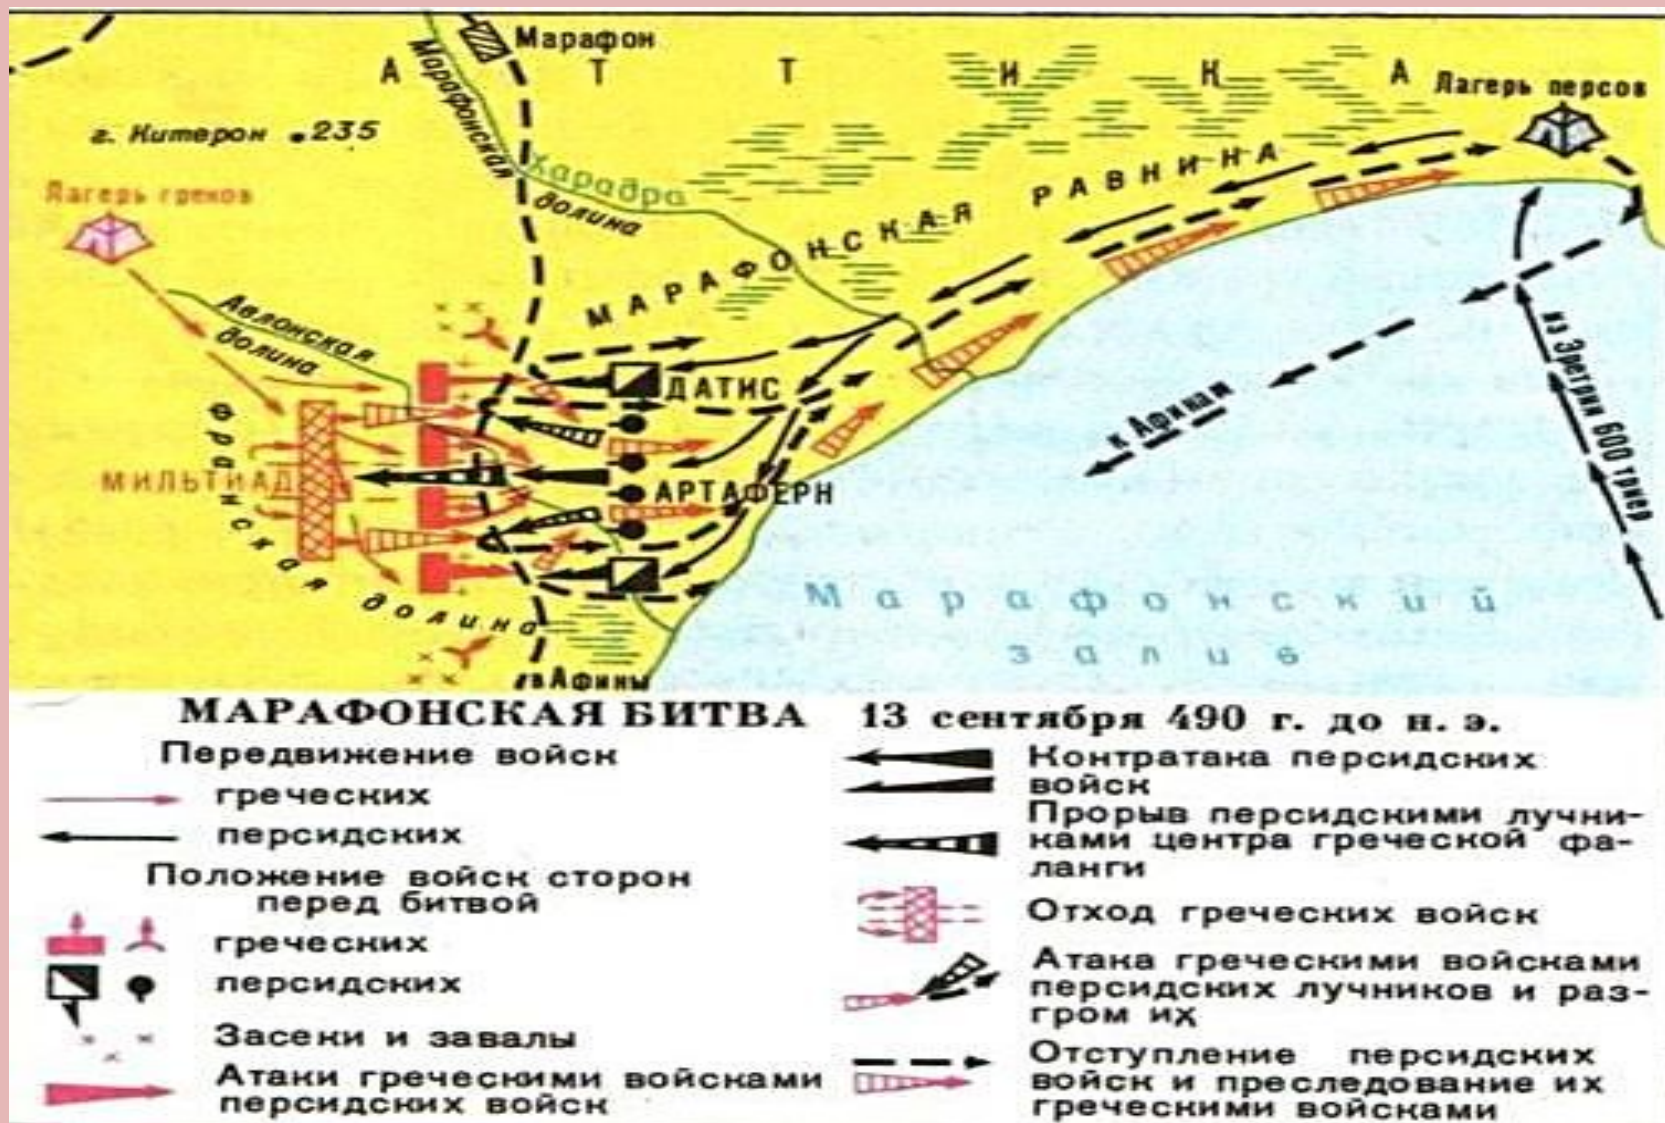 Марафон
АТТИКА
Марафонская
долина
Лагерь персов
г. Китерон .235
Харадра
Лагерь греков
МАРАФОНСКАЯ РАВНИНА
Авлонская
долина
ДАТИС
МИЛЬТИАД
АРТАФЕРН
к Афинам
из Эретрии 600 триер
Марафонский
залив
в Афины
МАРАФОНСКАЯ БИТВА 13 сентября 490 г. до н. э.
Передвижение войск
греческих
персидских
Положение войск сторон
перед битвой
греческих
персидских
Засеки и завалы
Атаки греческими войсками
персидских войск
Контратака персидских
войск
Прорыв персидскими лучни-
ками центра греческой фа-
ланги
Отход греческих войск
Атака греческими войсками
персидских лучников и раз-
гром их
Отступление персидских
войск и преследование их
греческими войсками